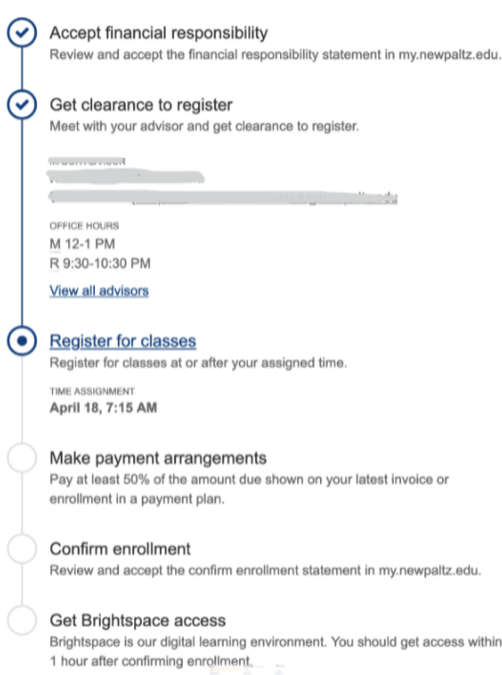 Accept financial responsibility
Review and accept the financial responsibility statement in my.newpaltz.edu.
Get clearance to register
Meet with your advisor and get clearance to register.
OFFICE HOURS
M 12-1 PM
R 9:30-10:30 PM
View all advisors
Register for classes
Register for classes at or after your assigned time.
TIME ASSIGNMENT
April 18, 7:15 AM
Make payment arrangements
Pay at least 50% of the amount due shown on your latest invoice or
enrollment in a payment plan.
Confirm enrollment
Review and accept the confirm enrollment statement in my.newpaltz.edu.
Get Brightspace access
Brightspace is our digital learning environment. You should get access within
1 hour after confirming enrollment.